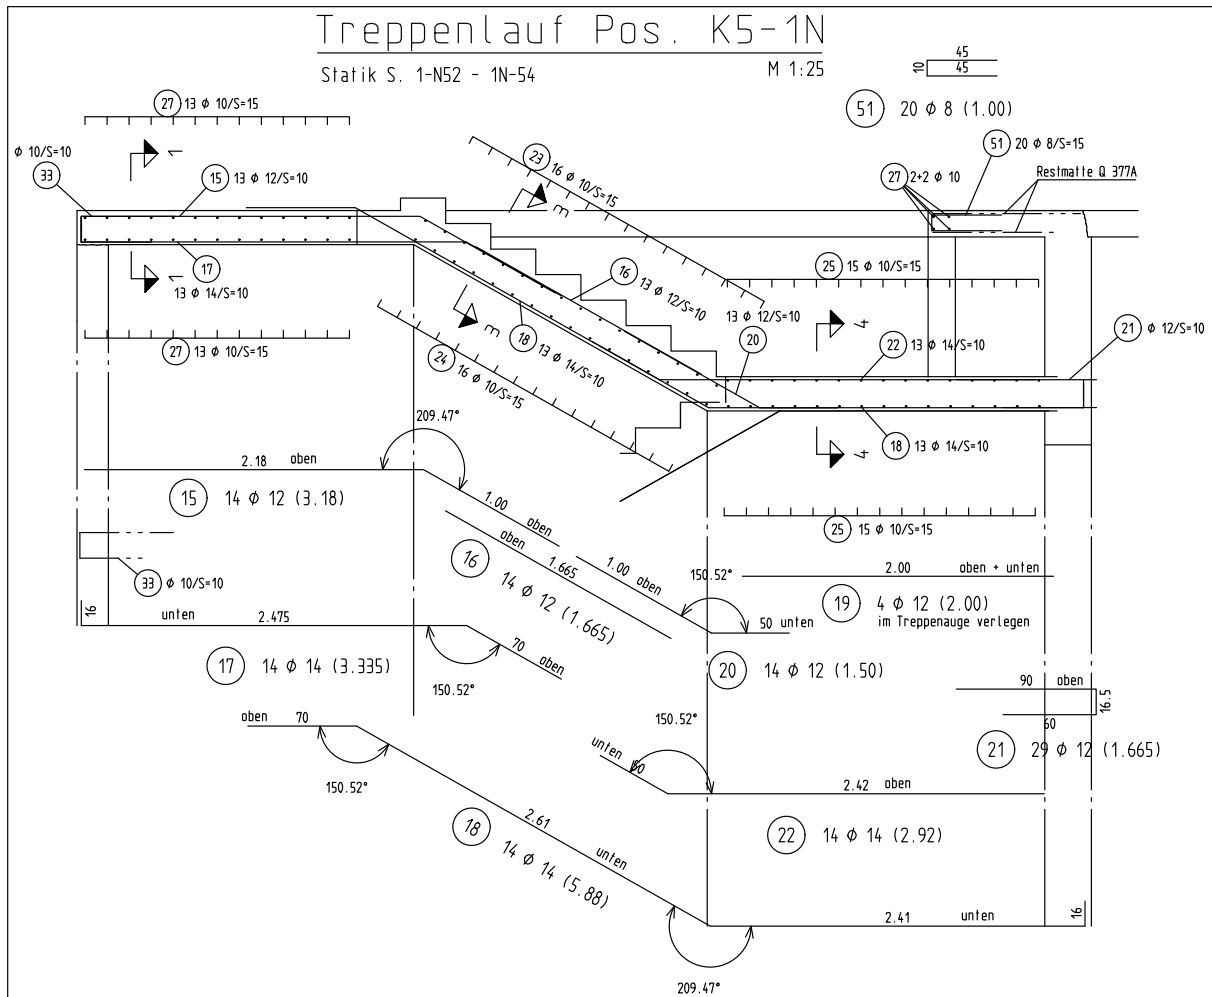 Treppenlauf Pos. K5-1N
Statik S. 1-N52 - 1N-54
M 1:25
45
10
45
51 20 ϕ 8 (1.00)
27 13 ϕ 10/S=15
ϕ 10/S=10
33
15 13 ϕ 12/S=10
1
23 16 ϕ 10/S=15
3
51 20 ϕ 8/S=15
27 2+2 ϕ 10
Restmatte Q 377A
1
17
13 ϕ 14/S=10
16 13 ϕ 12/S=10
25 15 ϕ 10/S=15
13 ϕ 12/S=10
20
4
21 ϕ 12/S=10
22 13 ϕ 14/S=10
27 13 ϕ 10/S=15
3
18 13 ϕ 14/S=10
24 16 ϕ 10/S=15
209.47°
4
18 13 ϕ 14/S=10
2.18 oben
15 14 ϕ 12 (3.18)
1.00 oben
oben 1.665
16 14 ϕ 12 (1.665)
1.00 oben
150.52°
25 15 ϕ 10/S=15
2.00 oben + unten
19 4 ϕ 12 (2.00)
im Treppenauge verlegen
33 ϕ 10/S=10
16
unten 2.475
70 oben
50 unten
17 14 ϕ 14 (3.335)
150.52°
20 14 ϕ 12 (1.50)
90 oben
16.5
60
21 29 ϕ 12 (1.665)
oben 70
150.52°
150.52°
unten 60
2.42 oben
22 14 ϕ 14 (2.92)
2.61 unten
18 14 ϕ 14 (5.88)
2.41 unten
16
209.47°